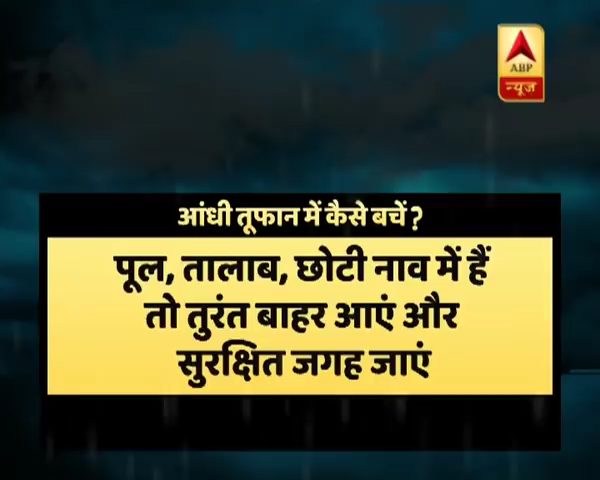 ABP
न्यूज़
आंधी तूफान में कैसे बचें ?
पूल, तालाब, छोटी नाव में हैं
तो तुरंत बाहर आएं और
सुरक्षित जगह जाएं